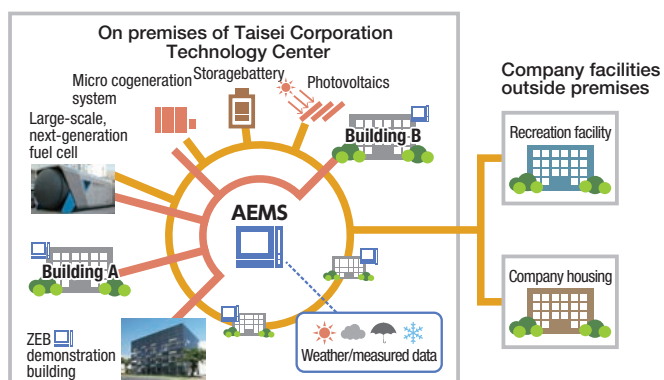 On premises of Taisei Corporation
Technology Center
Micro cogeneration
system
Storagebattery
Photovoltaics
Large-scale,
next-generation
fuel cell
Building B
AEMS
Building A
ZEB
demonstration
building
Weather/measured data
Company facilities
outside premises
Recreation facility
Company housing